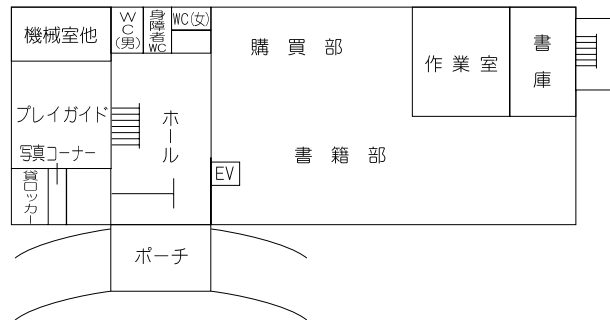 機械室他
WC(男)
身障者WC
WC(女)
購買部
作業室
書庫
プレイガイド
ホール
写真コーナー
書籍部
EV
貸ロッカー
ポーチ